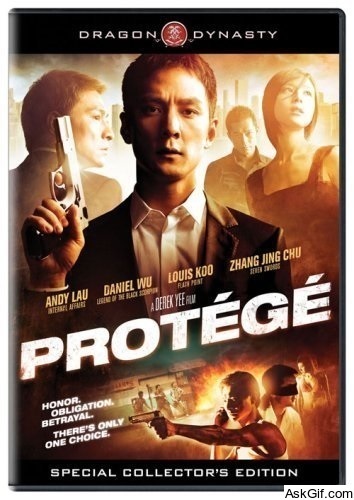 DRAGON DYNASTY
ANDY LAU
INTERNAL AFFAIRS
DANIEL WU
LEGEND OF THE BLACK SCORPION
LOUIS KOO
FLASH POINT
ZHANG JING CHU
SEVEN SWORDS
A DEREK YEE FILM
PROTÉGÉ
HONOR.
OBLIGATION.
BETRAYAL.
THERE'S ONLY
ONE CHOICE.
SPECIAL COLLECTOR'S EDITION
AskGif.com